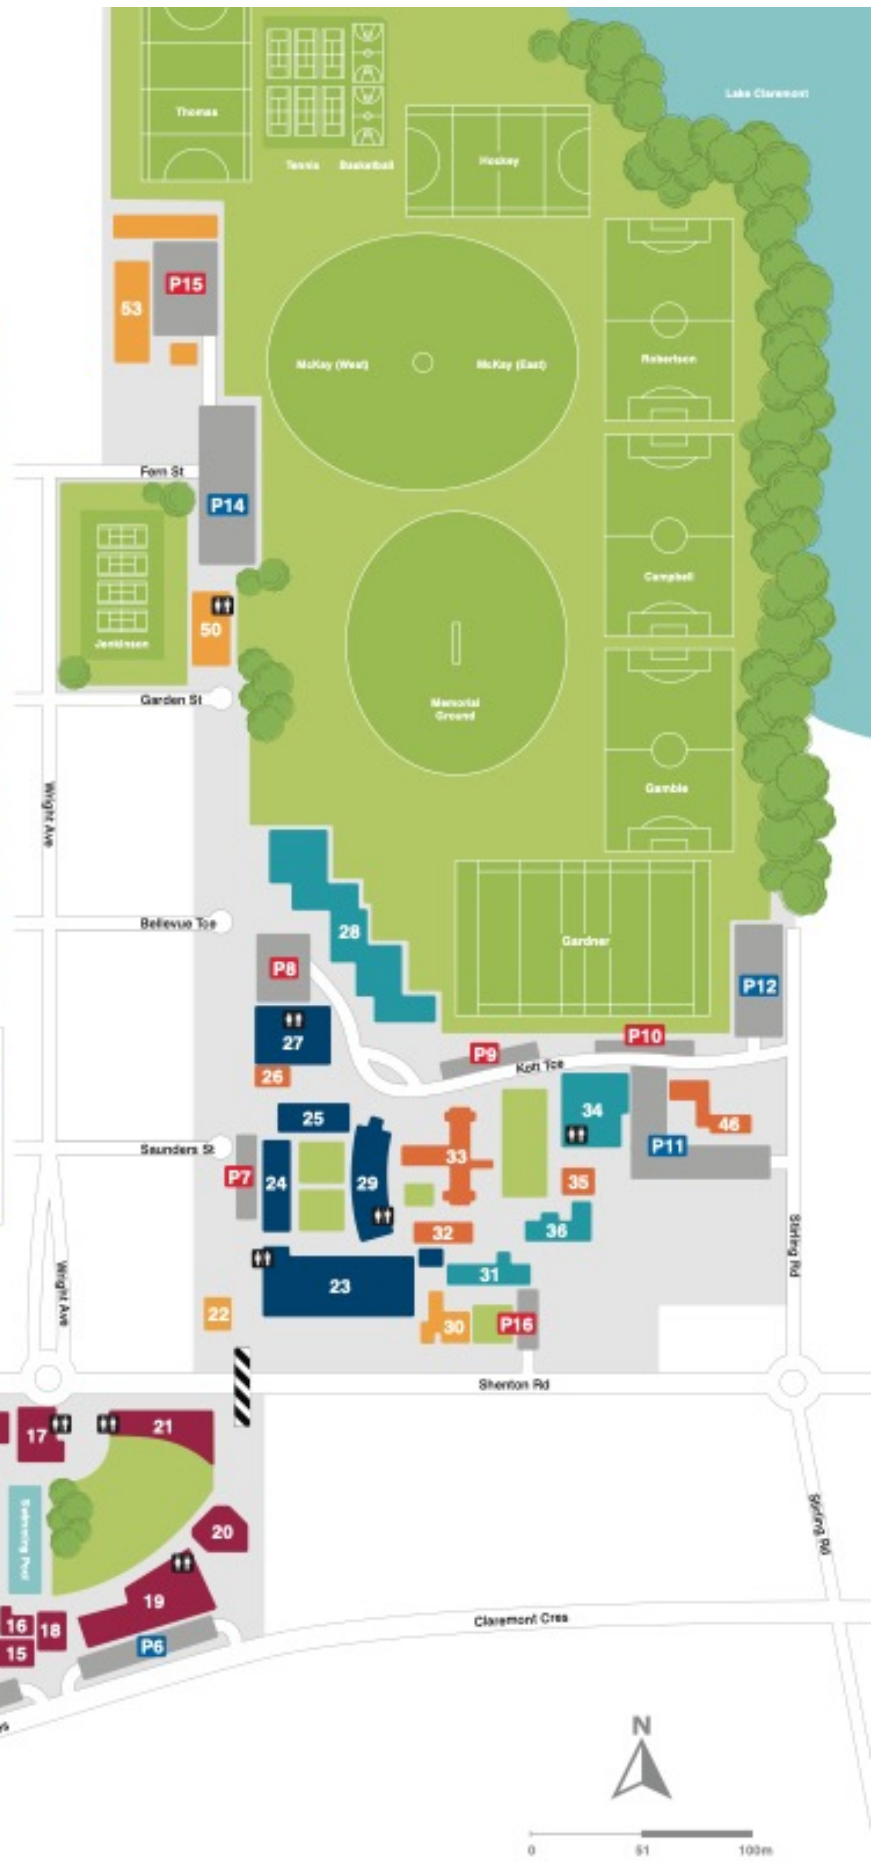 Lake Claremont
Thomas
Tennis
Basketball
Hockey
P15
53
McKay (West)
McKay (East)
Robertson
Fern St
P14
Campbell
50
Jenkinson
Garden St
Memorial
Ground
Gamble
Wright Ave
Bellevue Tce
28
Gardner
P8
P12
27
26
P9
P10
Kott Tce
25
34
46
33
P11
Saunders St
P7
24
29
35
32
36
Stirling Rd
31
23
Wright Ave
22
30
P16
Shenton Rd
17
21
Swimming Pool
20
Stirling Rd
19
16
18
15
P6
Claremont Cres
N
0
51
100m